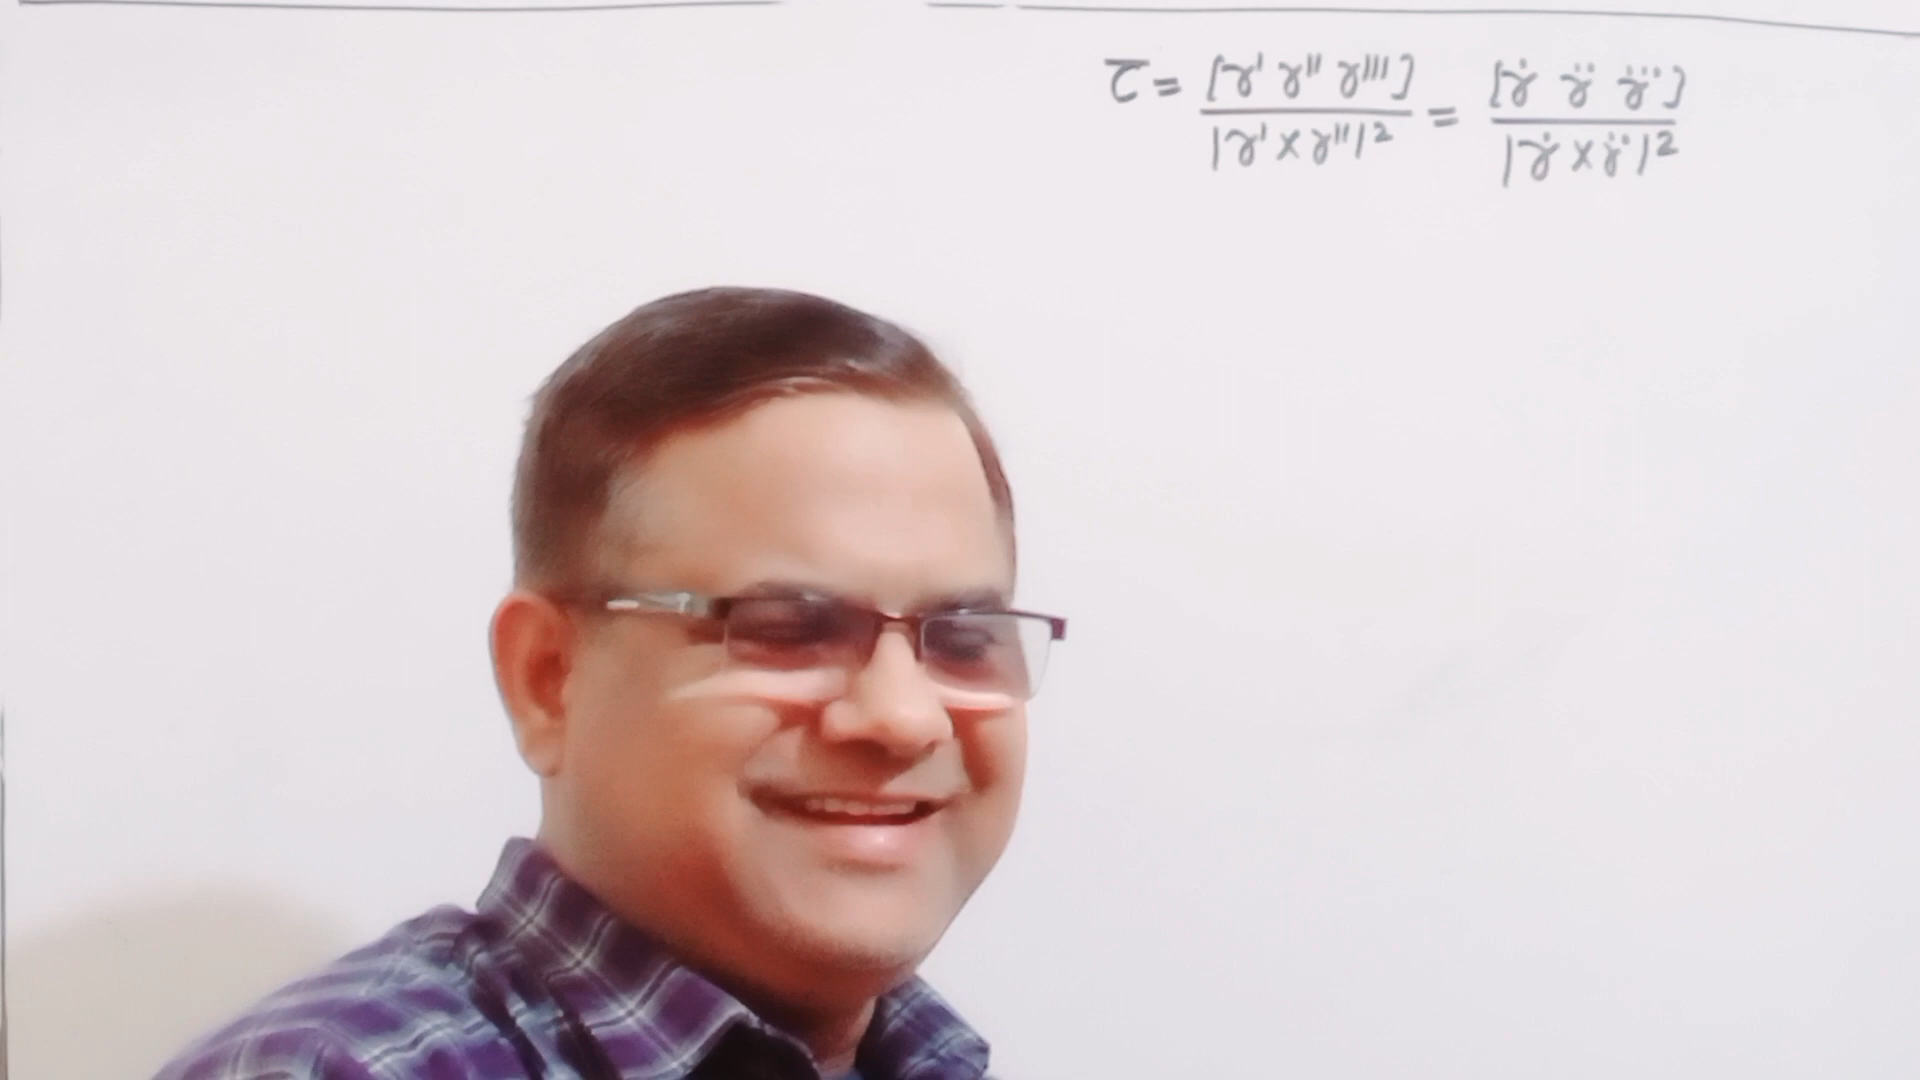 τ = [γ' γ'' γ'''] / |γ' × γ''|² = [γ̇ γ̈ γ⃛] / |γ̇ × γ̈|²